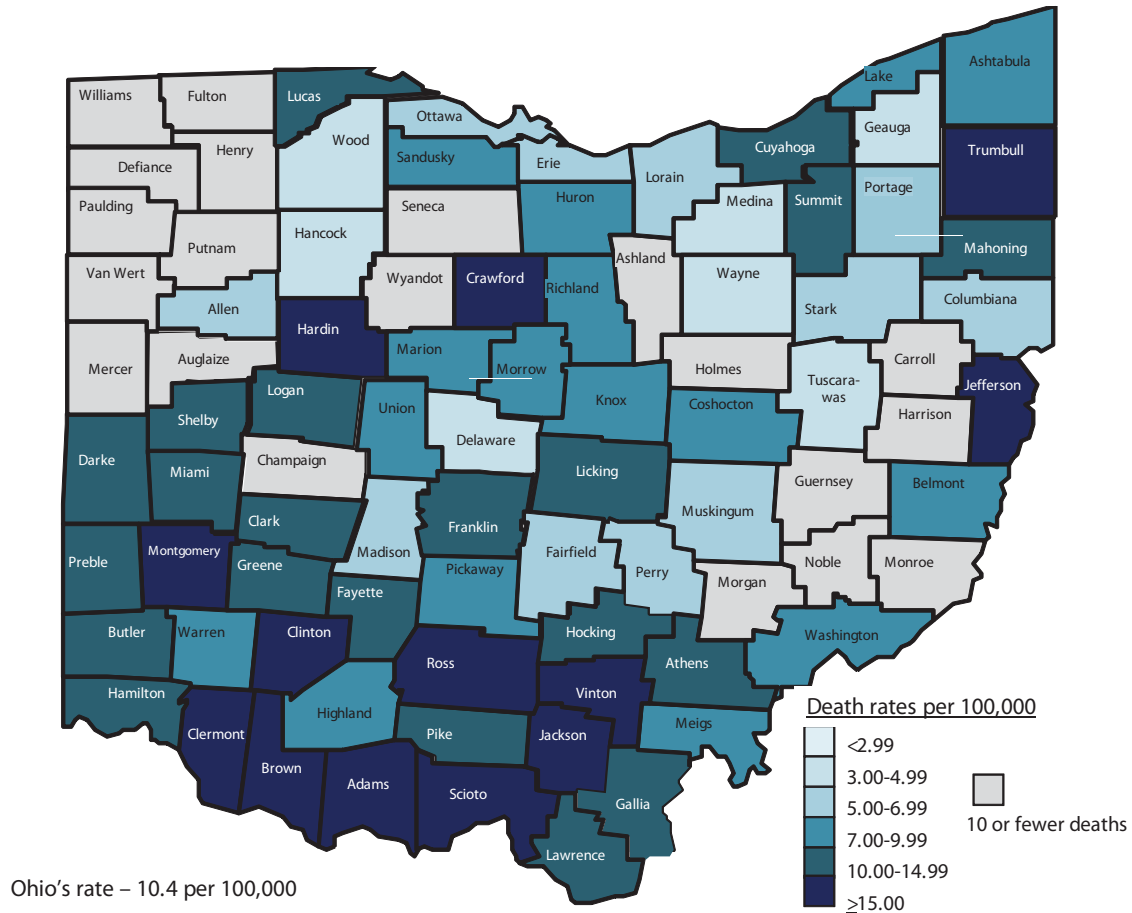 Ashtabula
Lake
Williams
Fulton
Lucas
Ottawa
Geauga
Wood
Cuyahoga
Trumbull
Henry
Sandusky
Erie
Defiance
Lorain
Portage
Paulding
Seneca
Huron
Medina
Summit
Hancock
Putnam
Mahoning
Ashland
Van Wert
Wyandot
Crawford
Richland
Wayne
Columbiana
Allen
Stark
Hardin
Marion
Auglaize
Carroll
Mercer
Morrow
Holmes
Tuscara-
was
Jefferson
Logan
Union
Knox
Coshocton
Harrison
Shelby
Delaware
Darke
Champaign
Miami
Licking
Guernsey
Belmont
Muskingum
Clark
Franklin
Montgomery
Madison
Fairfield
Preble
Greene
Pickaway
Perry
Noble
Monroe
Morgan
Fayette
Butler
Warren
Clinton
Hocking
Washington
Ross
Athens
Hamilton
Vinton
Highland
Meigs
Clermont
Pike
Jackson
Brown
Adams
Scioto
Gallia
Lawrence
Death rates per 100,000
<2.99
3.00-4.99
5.00-6.99
7.00-9.99
10.00-14.99
>15.00
10 or fewer deaths
Ohio's rate – 10.4 per 100,000